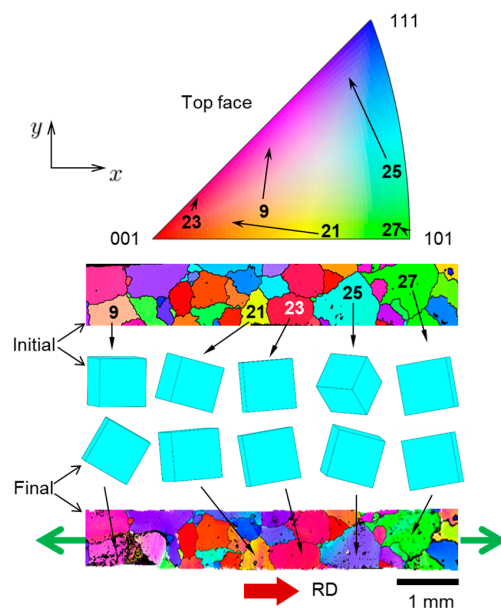 111
Top face
y
x
25
9
23
21
27
001
101
9
21
23
25
27
Initial
Final
RD
1 mm